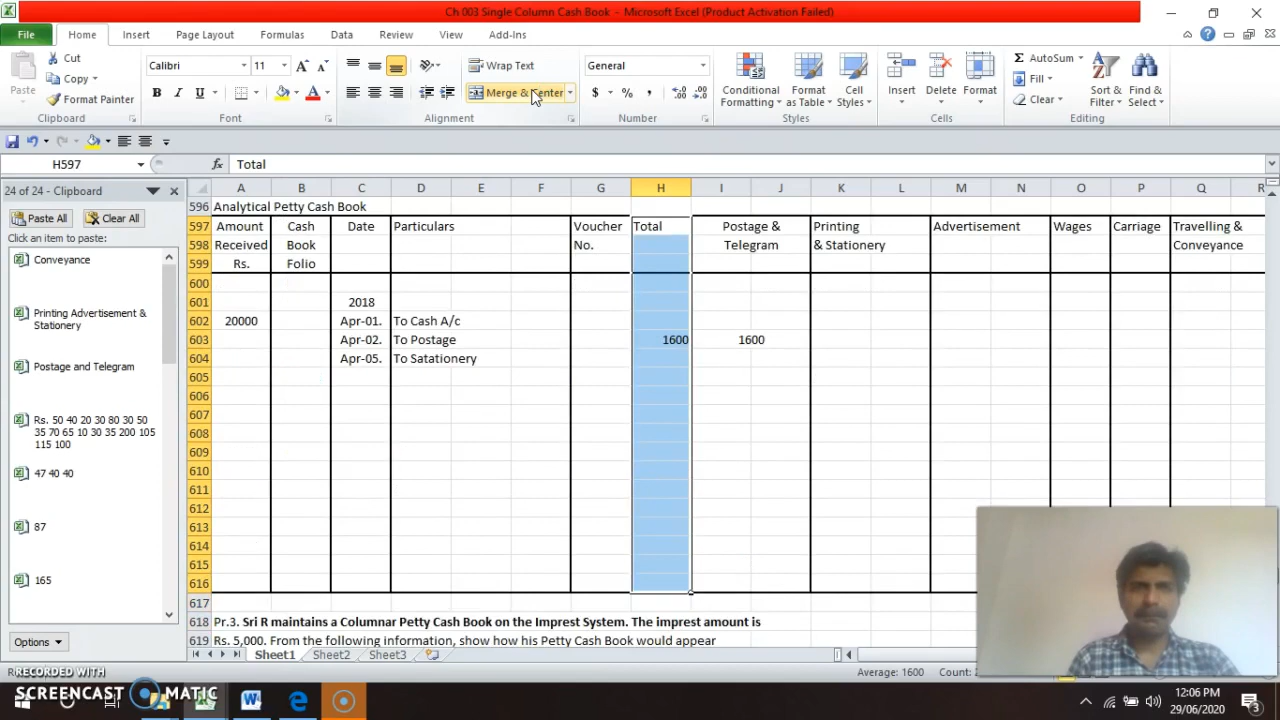 Ch 003 Single Column Cash Book - Microsoft Excel (Product Activation Failed)
File Home Insert Page Layout Formulas Data Review View Add-Ins
Cut
Copy
Format Painter
Paste
Clipboard
Calibri 11
B I U
Font
Wrap Text
Merge & Center
Alignment
General
$ % ,
Number
Conditional Formatting
Format as Table
Cell Styles
Styles
Insert Delete Format
Cells
AutoSum
Fill
Clear
Sort & Filter
Find & Select
Editing
H597 fx Total
24 of 24 - Clipboard
Paste All Clear All
Click an item to paste:
Conveyance
Printing Advertisement &
Stationery
Postage and Telegram
Rs. 50 40 20 30 80 30 50
35 70 65 10 30 35 200 105
115 100
47 40 40
87
165
Options
A B C D E F G H I J K L M N O P Q R
596 Analytical Petty Cash Book
597 Amount Cash Date Particulars Voucher Total Postage & Printing Advertisement Wages Carriage Travelling &
598 Received Book No. Telegram & Stationery Conveyance
599 Rs. Folio
600
601 2018
602 20000 Apr-01. To Cash A/c
603 Apr-02. To Postage 1600 1600
604 Apr-05. To Satationery
605
606
607
608
609
610
611
612
613
614
615
616
617
618 Pr.3. Sri R maintains a Columnar Petty Cash Book on the Imprest System. The imprest amount is
619 Rs. 5,000. From the following information, show how his Petty Cash Book would appear
Sheet1 Sheet2 Sheet3
Average: 1600
RECORDED WITH
SCREENCAST MATIC
12:06 PM
29/06/2020
3